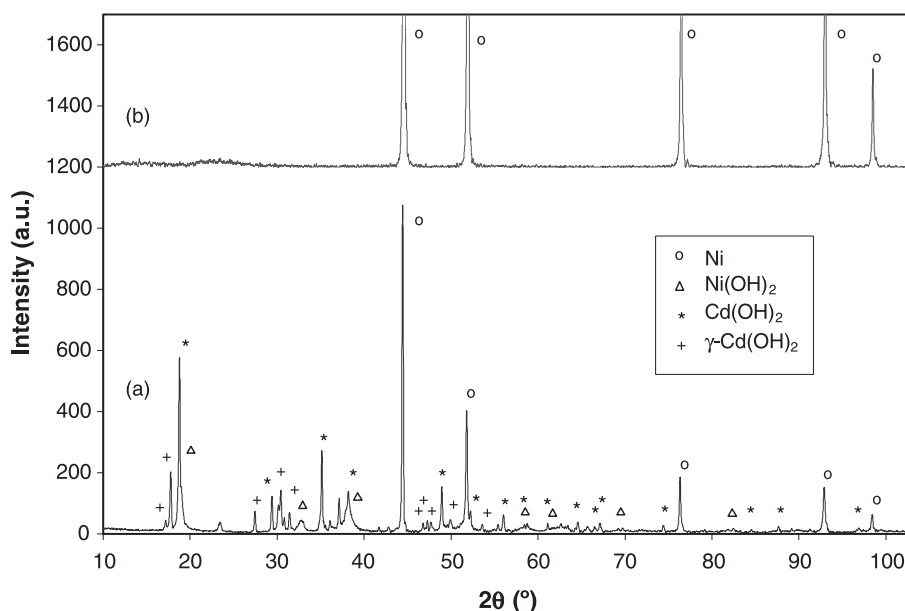 1600
(b)
1400
1200
1000
800
600
(a)
400
200
0
Intensity (a.u.)
Ni
Ni(OH)₂
Cd(OH)₂
γ-Cd(OH)₂
10 20 30 40 50 60 70 80 90 100
2θ (º)